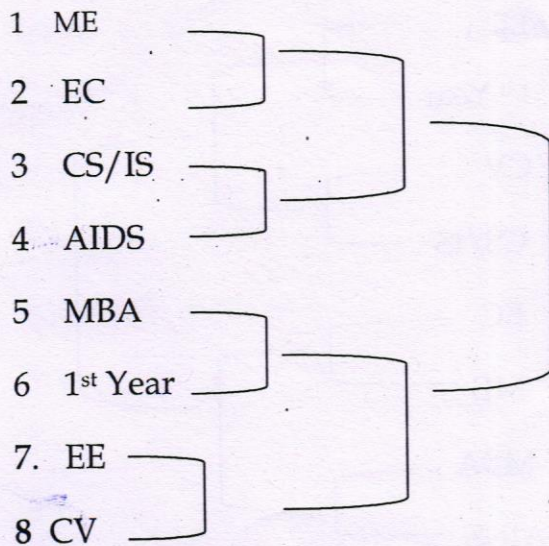 1 ME
2 EC
3 CS/IS
4 AIDS
5 MBA
6 1st Year
7. EE
8 CV